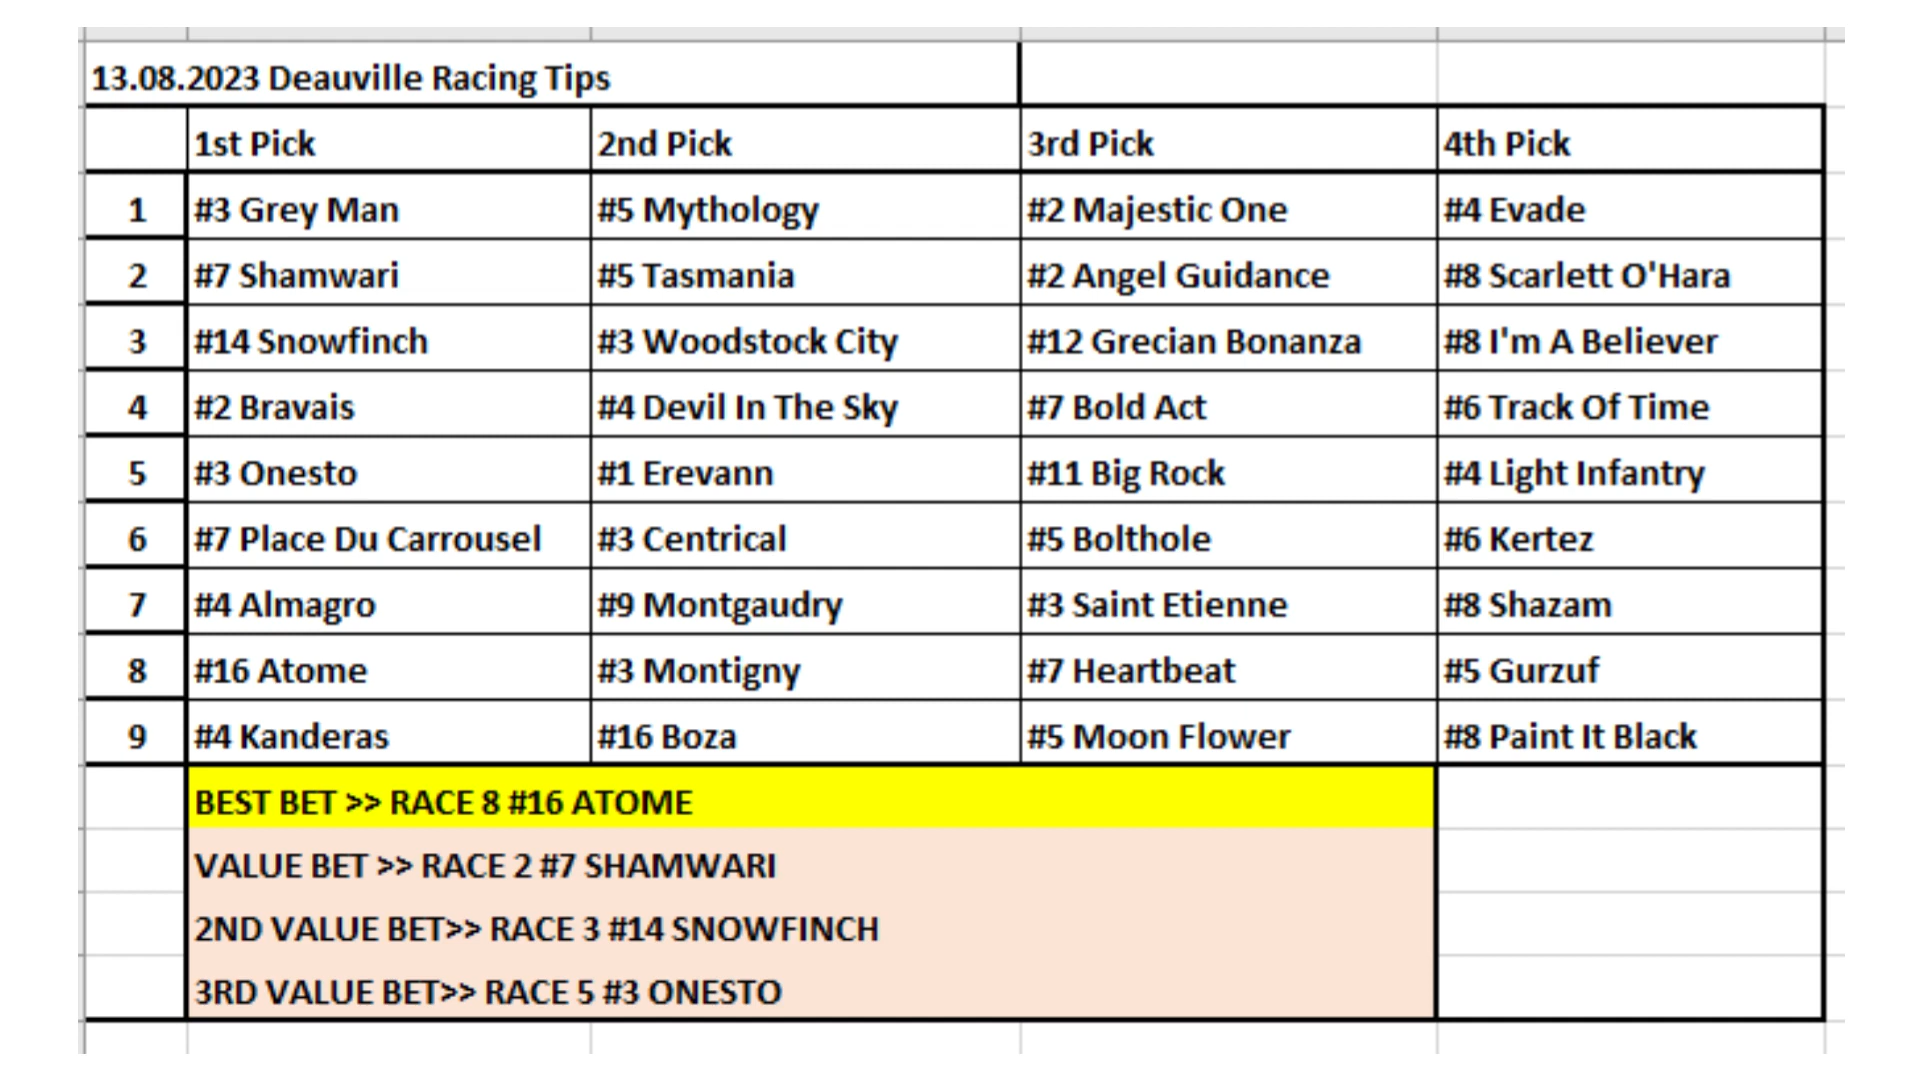 13.08.2023 Deauville Racing Tips
1st Pick 2nd Pick 3rd Pick 4th Pick
1 #3 Grey Man #5 Mythology #2 Majestic One #4 Evade
2 #7 Shamwari #5 Tasmania #2 Angel Guidance #8 Scarlett O'Hara
3 #14 Snowfinch #3 Woodstock City #12 Grecian Bonanza #8 I'm A Believer
4 #2 Bravais #4 Devil In The Sky #7 Bold Act #6 Track Of Time
5 #3 Onesto #1 Erevann #11 Big Rock #4 Light Infantry
6 #7 Place Du Carrousel #3 Centrical #5 Bolthole #6 Kertez
7 #4 Almagro #9 Montgaudry #3 Saint Etienne #8 Shazam
8 #16 Atome #3 Montigny #7 Heartbeat #5 Gurzuf
9 #4 Kanderas #16 Boza #5 Moon Flower #8 Paint It Black
BEST BET >> RACE 8 #16 ATOME
VALUE BET >> RACE 2 #7 SHAMWARI
2ND VALUE BET>> RACE 3 #14 SNOWFINCH
3RD VALUE BET>> RACE 5 #3 ONESTO